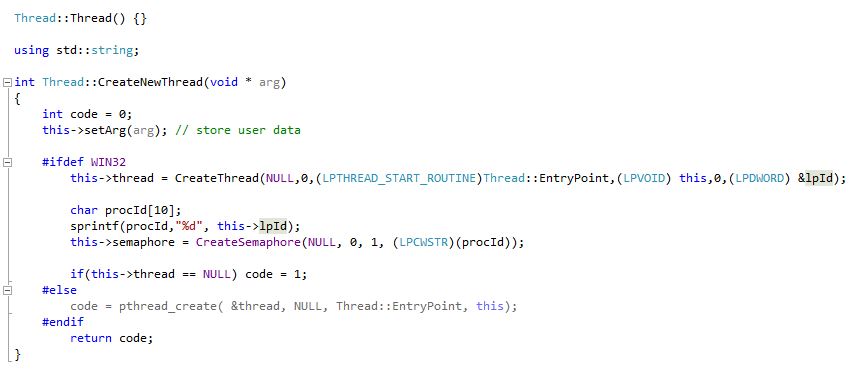 Thread::Thread() {}
using std::string;
int Thread::CreateNewThread(void * arg)
{
int code = 0;
this->setArg(arg); // store user data
#ifdef WIN32
this->thread = CreateThread(NULL,0,(LPTHREAD_START_ROUTINE)Thread::EntryPoint,(LPVOID) this,0,(LPDWORD) &lpId);
char procId[10];
sprintf(procId,"%d", this->lpId);
this->semaphore = CreateSemaphore(NULL, 0, 1, (LPCWSTR)(procId));
if(this->thread == NULL) code = 1;
#else
code = pthread_create( &thread, NULL, Thread::EntryPoint, this);
#endif
return code;
}